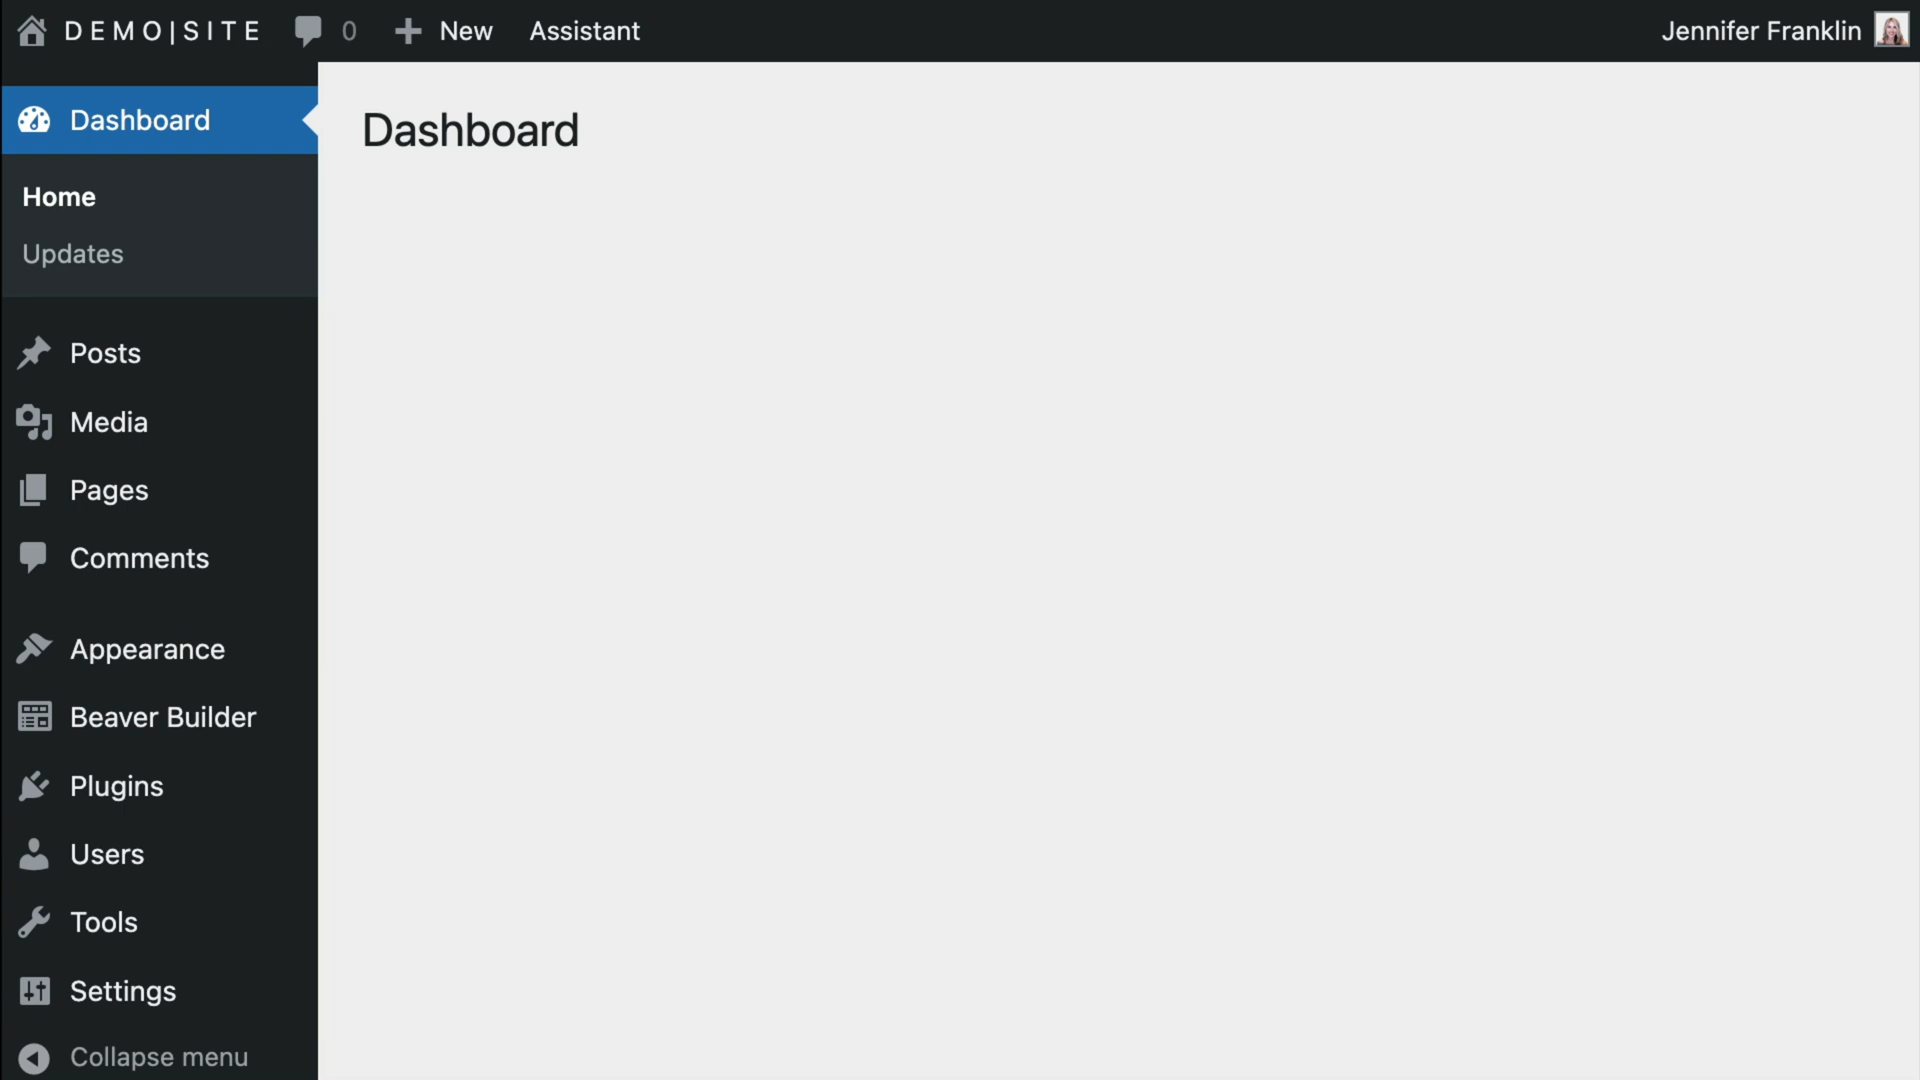 DEMO|SITE 0 New Assistant Jennifer Franklin
Dashboard
Dashboard
Home
Updates
Posts
Media
Pages
Comments
Appearance
Beaver Builder
Plugins
Users
Tools
Settings
Collapse menu